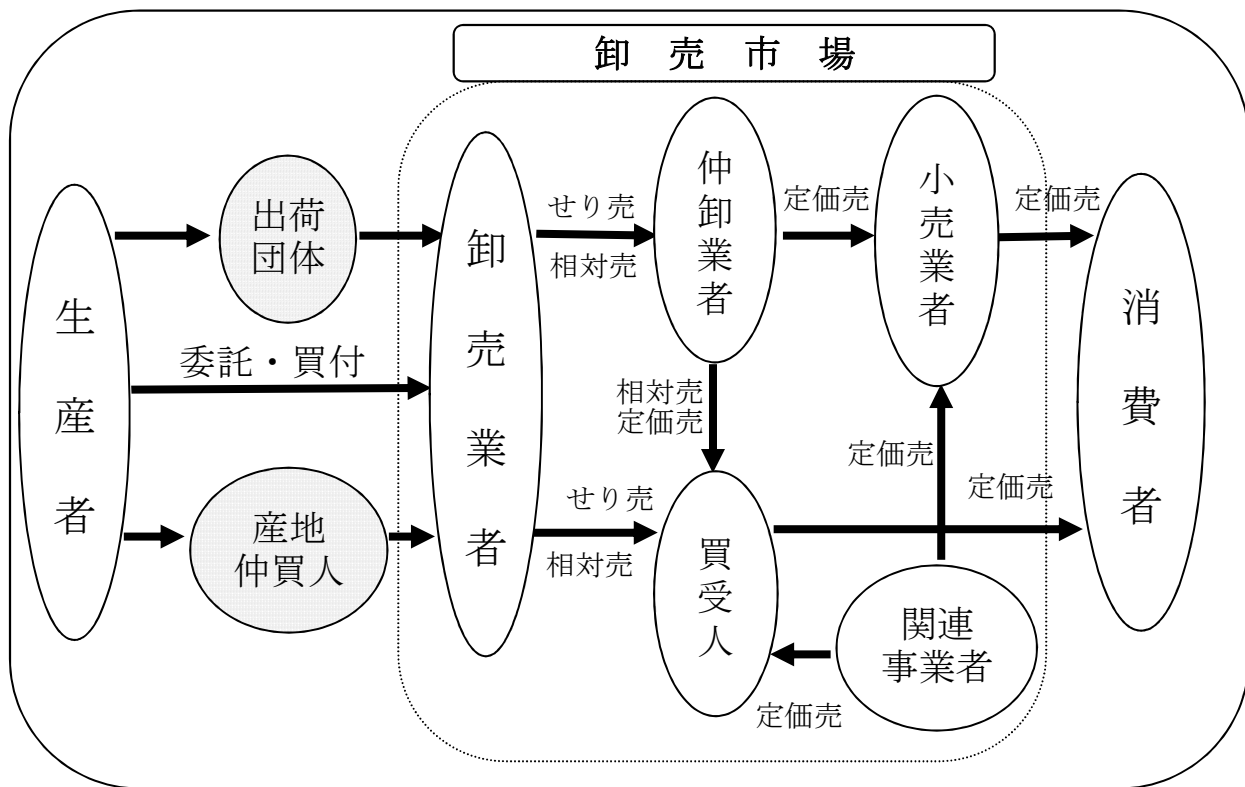 卸売市場
生産者
出荷
団体
委託・買付
産地
仲買人
卸売業者
せり売
相対売
せり売
相対売
仲卸業者
相対売
定価売
買受人
定価売
小売業者
定価売
定価売
関連
事業者
定価売
定価売
消費者